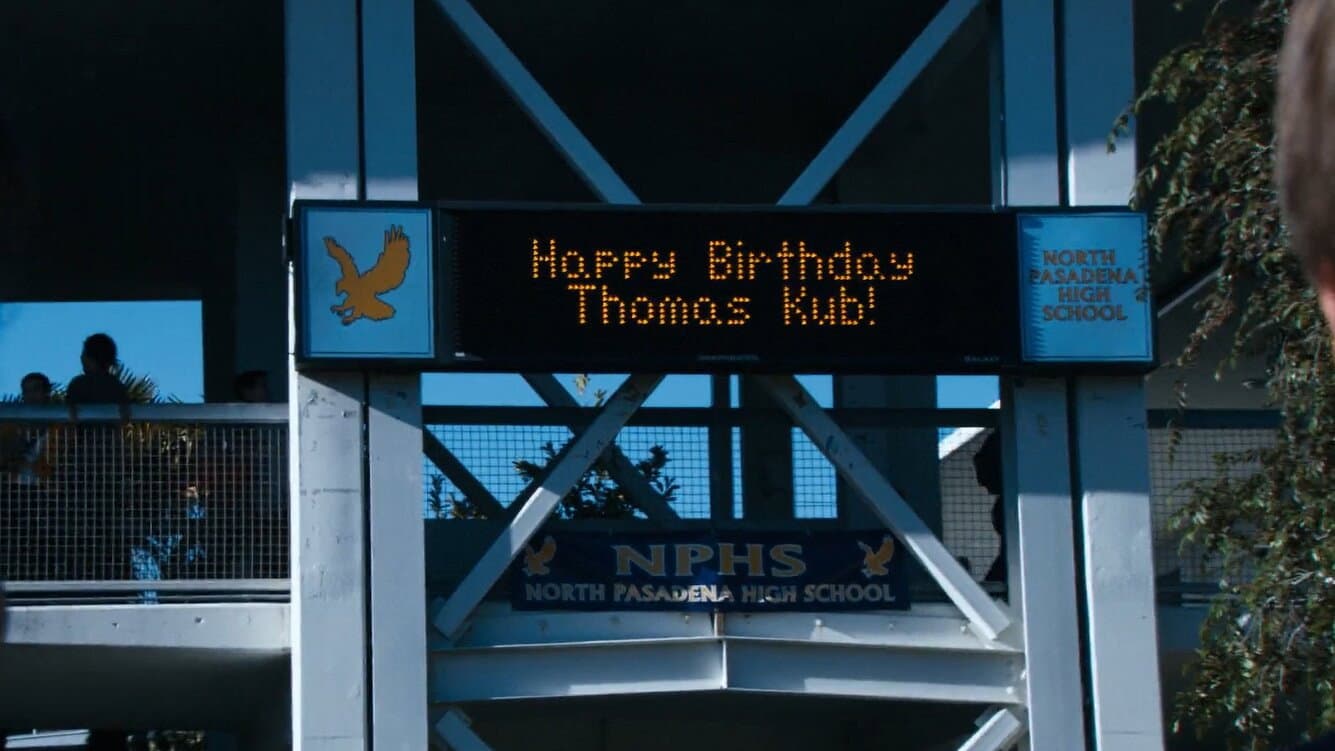 Happy Birthday
Thomas Kub!
NORTH
PASADENA
HIGH
SCHOOL
NPHS
NORTH PASADENA HIGH SCHOOL